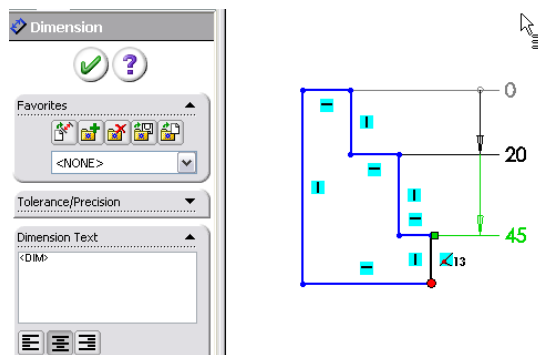 Dimension
?
Favorites
<NONE>
Tolerance/Precision
Dimension Text
<DIM>
0
20
45
13